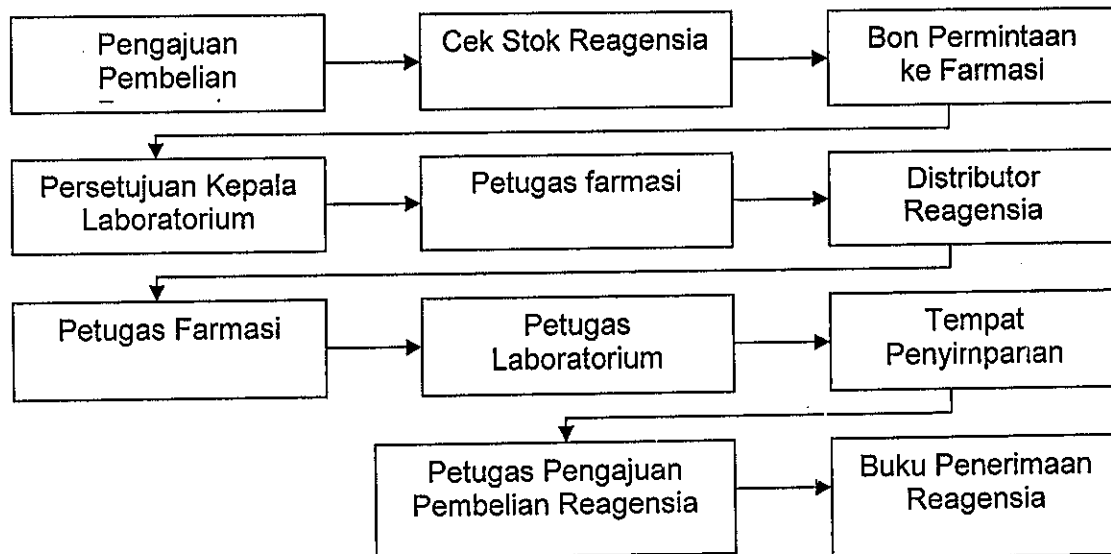 Pengajuan
Pembelian
Cek Stok Reagensia
Bon Permintaan
ke Farmasi
Persetujuan Kepala
Laboratorium
Petugas farmasi
Distributor
Reagensia
Petugas Farmasi
Petugas
Laboratorium
Tempat
Penyimpanan
Petugas Pengajuan
Pembelian Reagensia
Buku Penerimaan
Reagensia